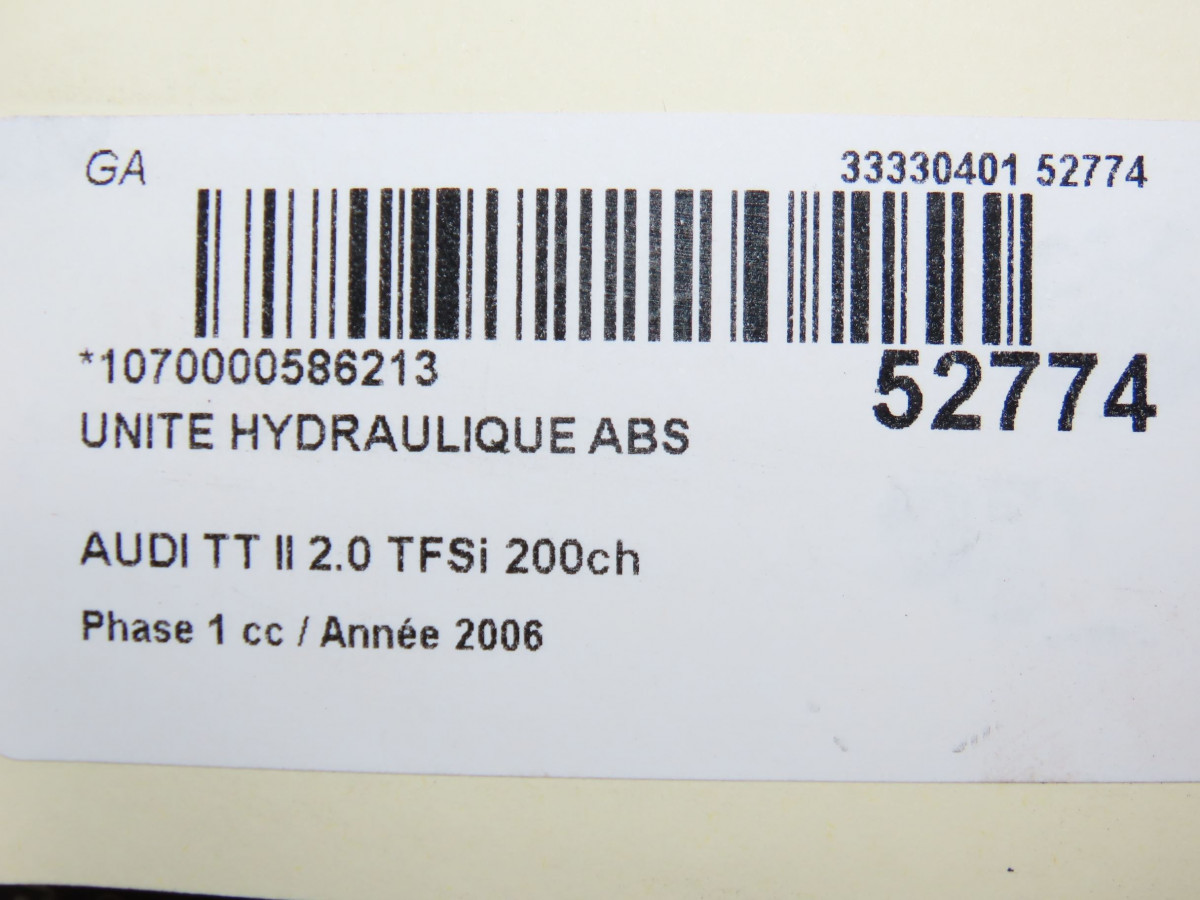 GA
33330401 52774
*1070000586213
52774
UNITE HYDRAULIQUE ABS
AUDI TT II 2.0 TFSi 200ch
Phase 1 cc / Année 2006